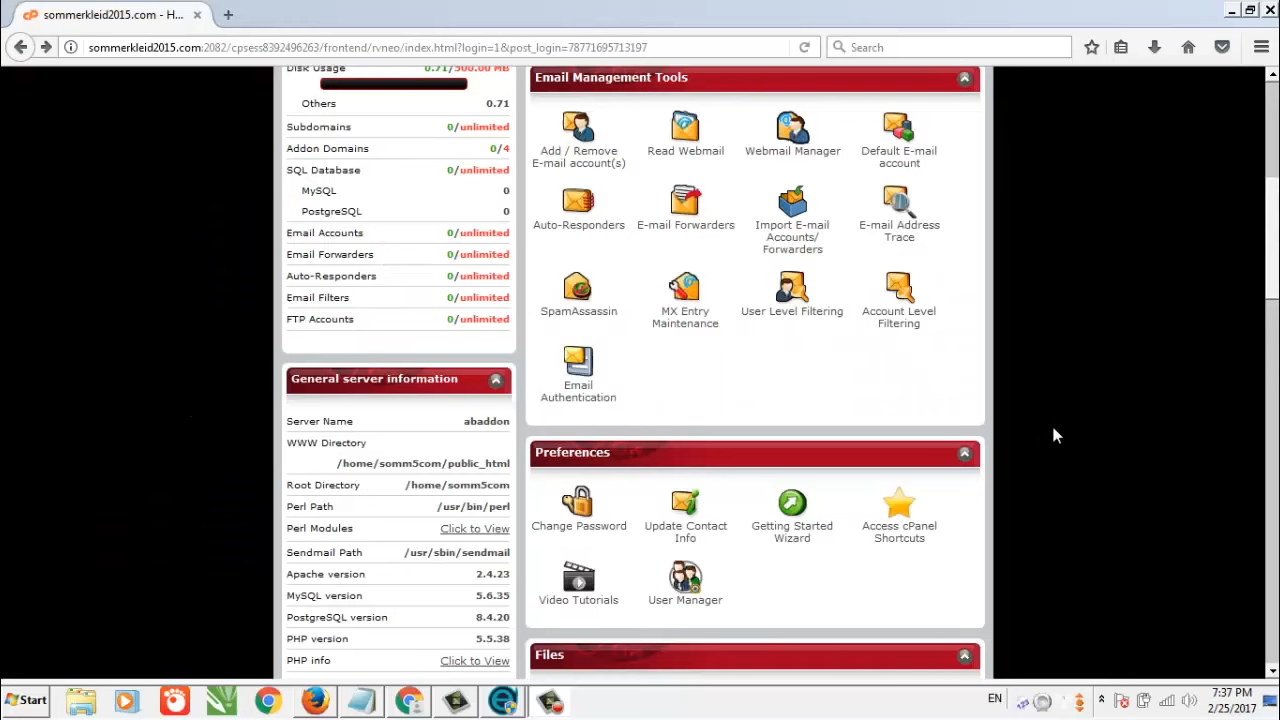 sommerkleid2015.com - H...
sommerkleid2015.com:2082/cpsess8392496263/frontend/rvneo/index.html?login=1&post_login=78771695713197
Search
Disk Usage 0.71/500.00 MB
Others 0.71
Subdomains 0/unlimited
Addon Domains 0/4
SQL Database 0/unlimited
MySQL 0
PostgreSQL 0
Email Accounts 0/unlimited
Email Forwarders 0/unlimited
Auto-Responders 0/unlimited
Email Filters 0/unlimited
FTP Accounts 0/unlimited
General server information
Server Name abaddon
WWW Directory
/home/somm5com/public_html
Root Directory /home/somm5com
Perl Path /usr/bin/perl
Perl Modules Click to View
Sendmail Path /usr/sbin/sendmail
Apache version 2.4.23
MySQL version 5.6.35
PostgreSQL version 8.4.20
PHP version 5.5.38
PHP info Click to View
Email Management Tools
Add / Remove
E-mail account(s)
Read Webmail
Webmail Manager
Default E-mail
account
Auto-Responders
E-mail Forwarders
Import E-mail
Accounts/
Forwarders
E-mail Address
Trace
SpamAssassin
MX Entry
Maintenance
User Level Filtering
Account Level
Filtering
Email
Authentication
Preferences
Change Password
Update Contact
Info
Getting Started
Wizard
Access cPanel
Shortcuts
Video Tutorials
User Manager
Files
Start
EN
7:37 PM
2/25/2017